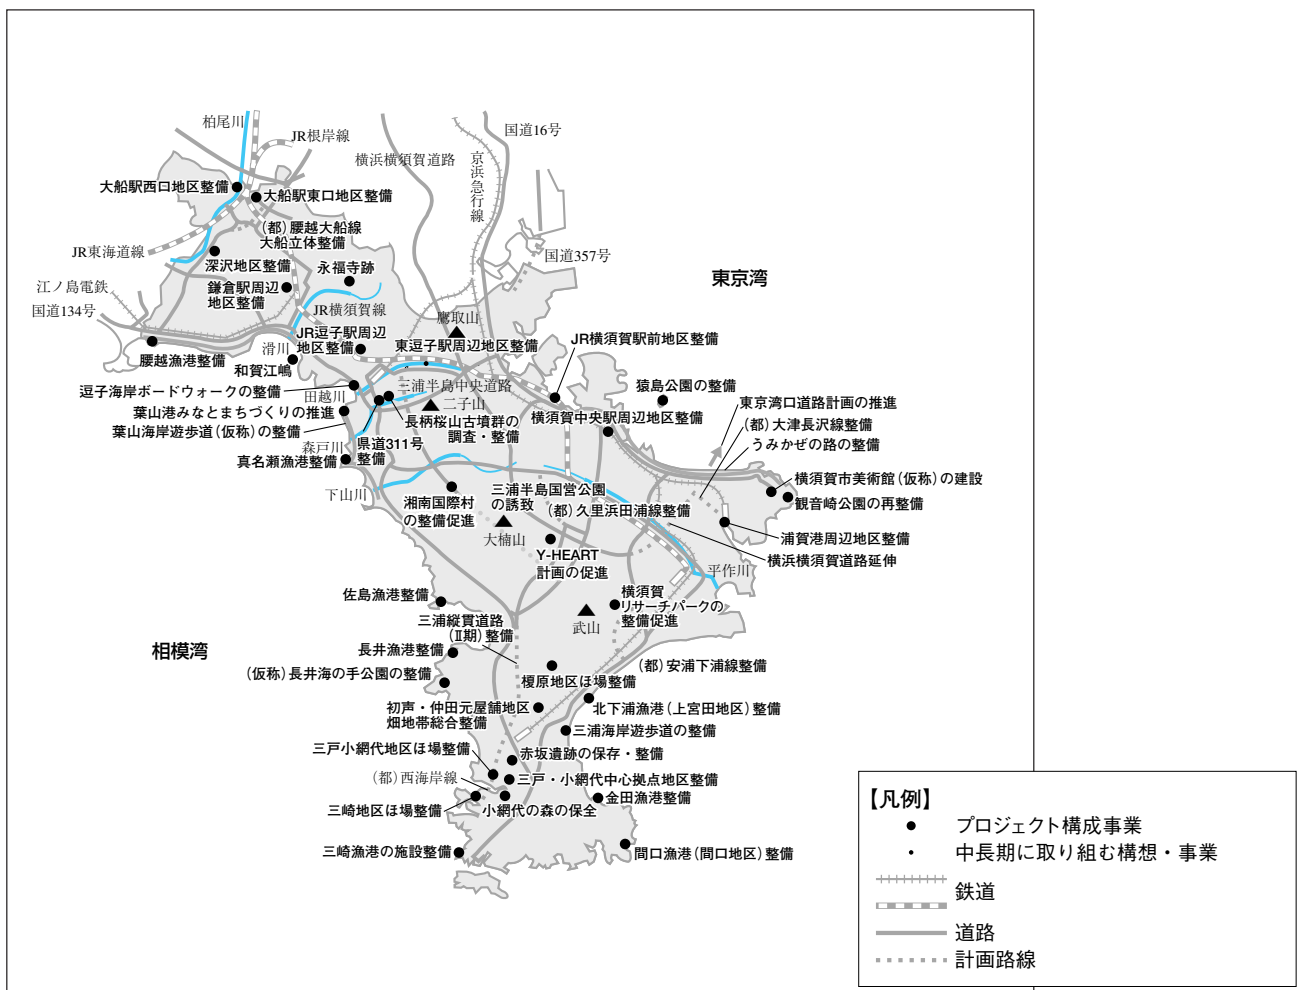 柏尾川
JR根岸線
国道16号
横浜横須賀道路
京浜急行線
大船駅西口地区整備
大船駅東口地区整備
(都)腰越大船線
大船立体整備
JR東海道線
深沢地区整備
永福寺跡
国道357号
東京湾
江ノ島電鉄
鎌倉駅周辺
地区整備
国道134号
JR横須賀線
鷹取山
滑川
JR逗子駅周辺
地区整備
東逗子駅周辺地区整備
JR横須賀駅前地区整備
腰越漁港整備
和賀江嶋
逗子海岸ボードウォークの整備
田越川
三浦半島中央道路
二子山
猿島公園の整備
葉山港みなとまちづくりの推進
葉山海岸遊歩道(仮称)の整備
長柄桜山古墳群の
調査・整備
横須賀中央駅周辺地区整備
東京湾口道路計画の推進
(都)大津長沢線整備
うみかぜの路の整備
森戸川
県道311号
整備
真名瀬漁港整備
下山川
横須賀市美術館(仮称)の建設
観音崎公園の再整備
湘南国際村
の整備促進
三浦半島国営公園
の誘致
(都)久里浜田浦線整備
大楠山
浦賀港周辺地区整備
Y-HEART
計画の促進
横浜横須賀道路延伸
平作川
佐島漁港整備
横須賀
リサーチパークの
整備促進
武山
三浦縦貫道路
(Ⅱ期)整備
相模湾
長井漁港整備
(仮称)長井海の手公園の整備
榎原地区ほ場整備
(都)安浦下浦線整備
初声・仲田元屋舗地区
畑地帯総合整備
北下浦漁港(上宮田地区)整備
三浦海岸遊歩道の整備
三戸小網代地区ほ場整備
赤坂遺跡の保存・整備
(都)西海岸線
三戸・小網代中心拠点地区整備
三崎地区ほ場整備
小網代の森の保全
金田漁港整備
三崎漁港の施設整備
間口漁港(間口地区)整備
【凡例】
プロジェクト構成事業
中長期に取り組む構想・事業
鉄道
道路
計画路線